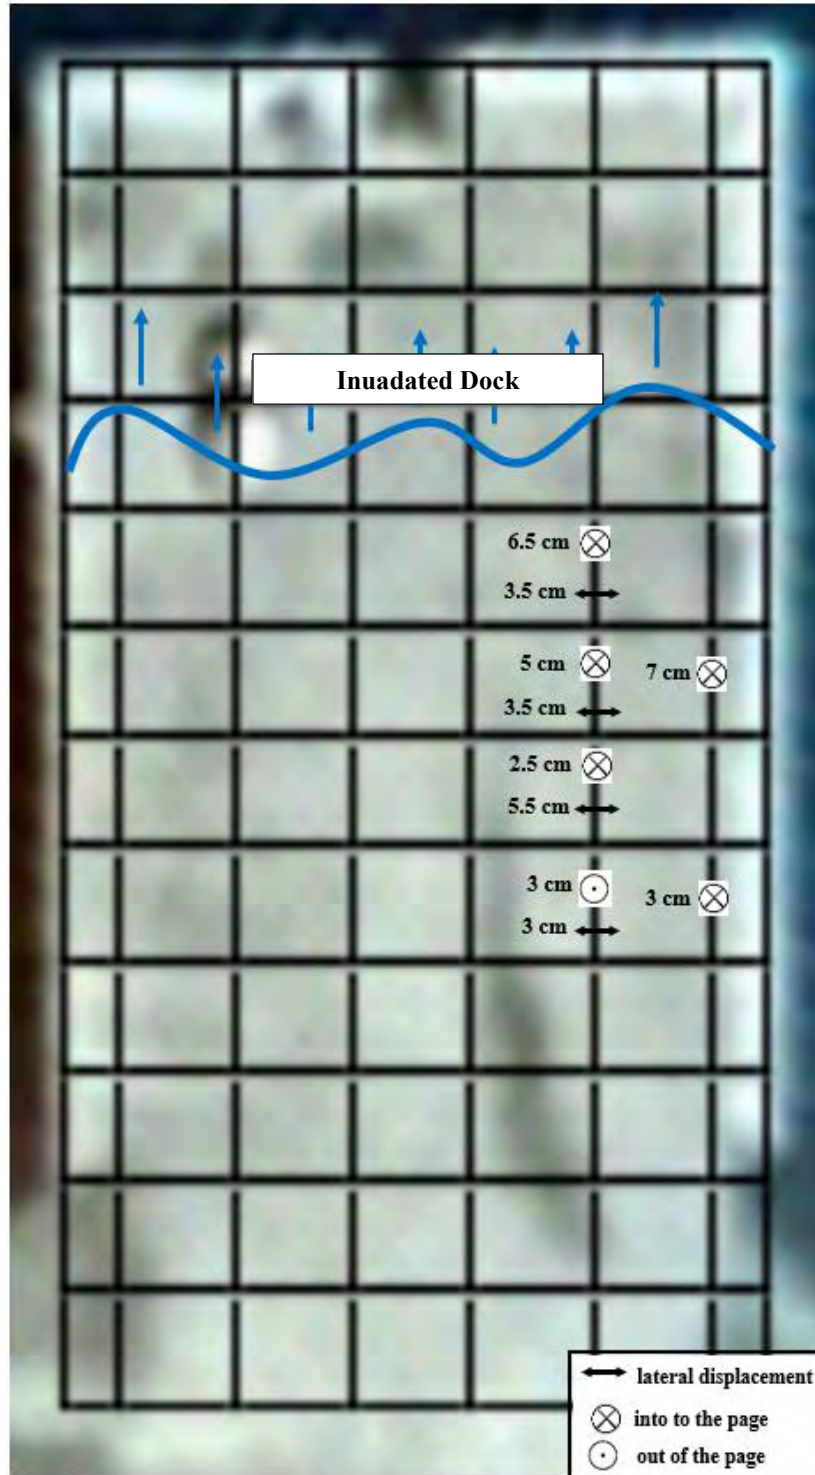 Inuadated Dock
6.5 cm
3.5 cm
5 cm
7 cm
3.5 cm
2.5 cm
5.5 cm
3 cm
3 cm
3 cm
lateral displacement
into to the page
out of the page